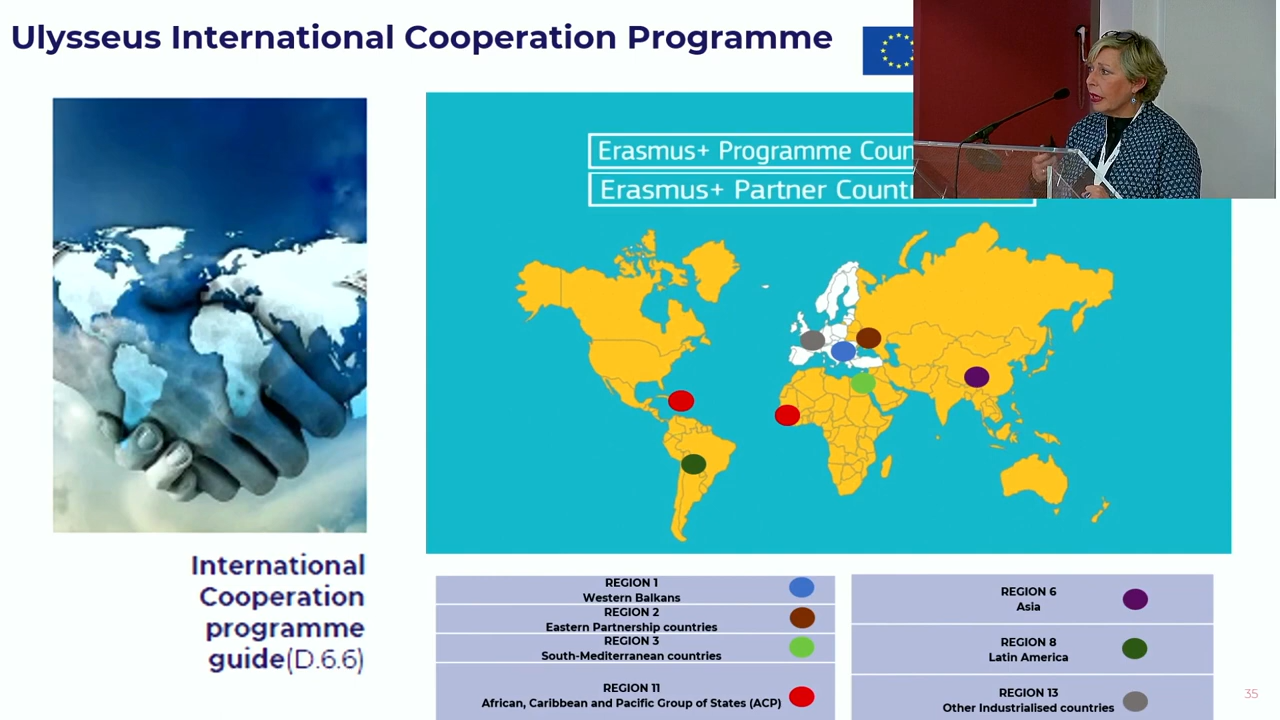 Ulysseus International Cooperation Programme
Erasmus+ Programme
Erasmus+ Partner
International
Cooperation
programme
guide(D.6.6)
REGION 1
Western Balkans
REGION 2
Eastern Partnership countries
REGION 3
South-Mediterranean countries
REGION 11
African, Caribbean and Pacific Group of States (ACP)
REGION 6
Asia
REGION 8
Latin America
REGION 13
Other Industrialised countries
35